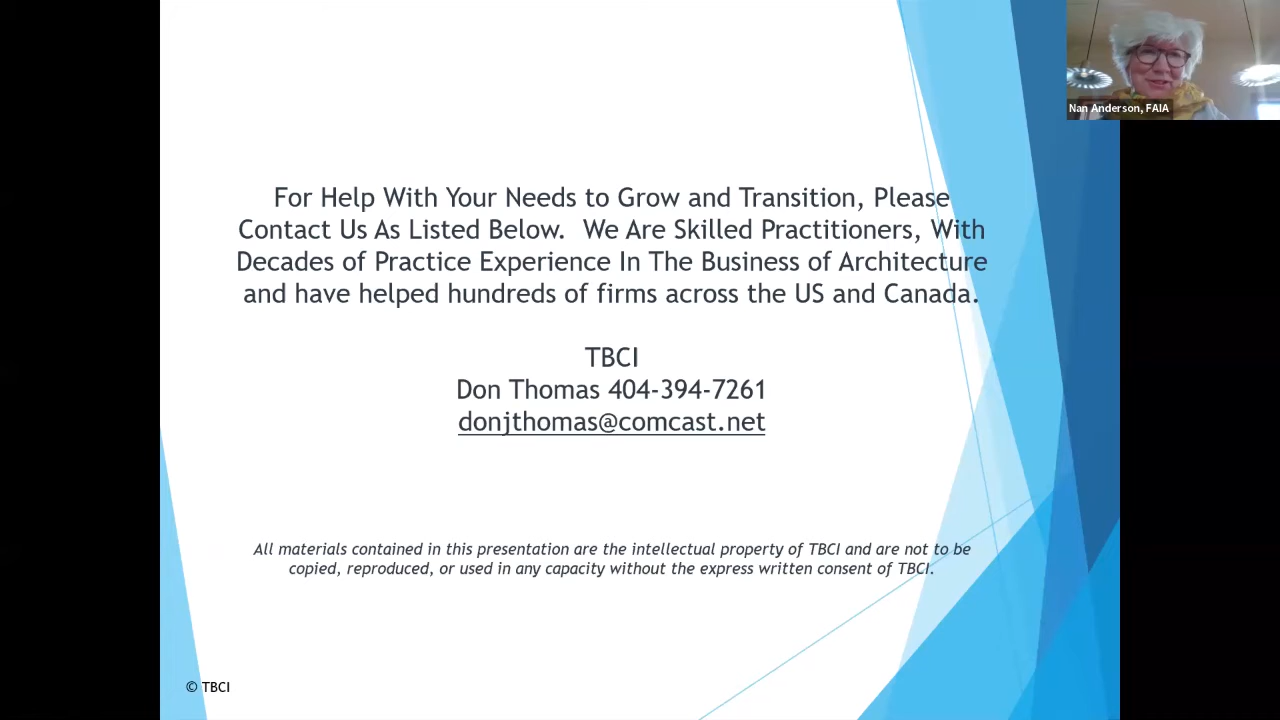 Nan Anderson, FAIA
For Help With Your Needs to Grow and Transition, Please
Contact Us As Listed Below.  We Are Skilled Practitioners, With
Decades of Practice Experience In The Business of Architecture
and have helped hundreds of firms across the US and Canada.
TBCI
Don Thomas 404-394-7261
donjthomas@comcast.net
All materials contained in this presentation are the intellectual property of TBCI and are not to be
copied, reproduced, or used in any capacity without the express written consent of TBCI.
© TBCI